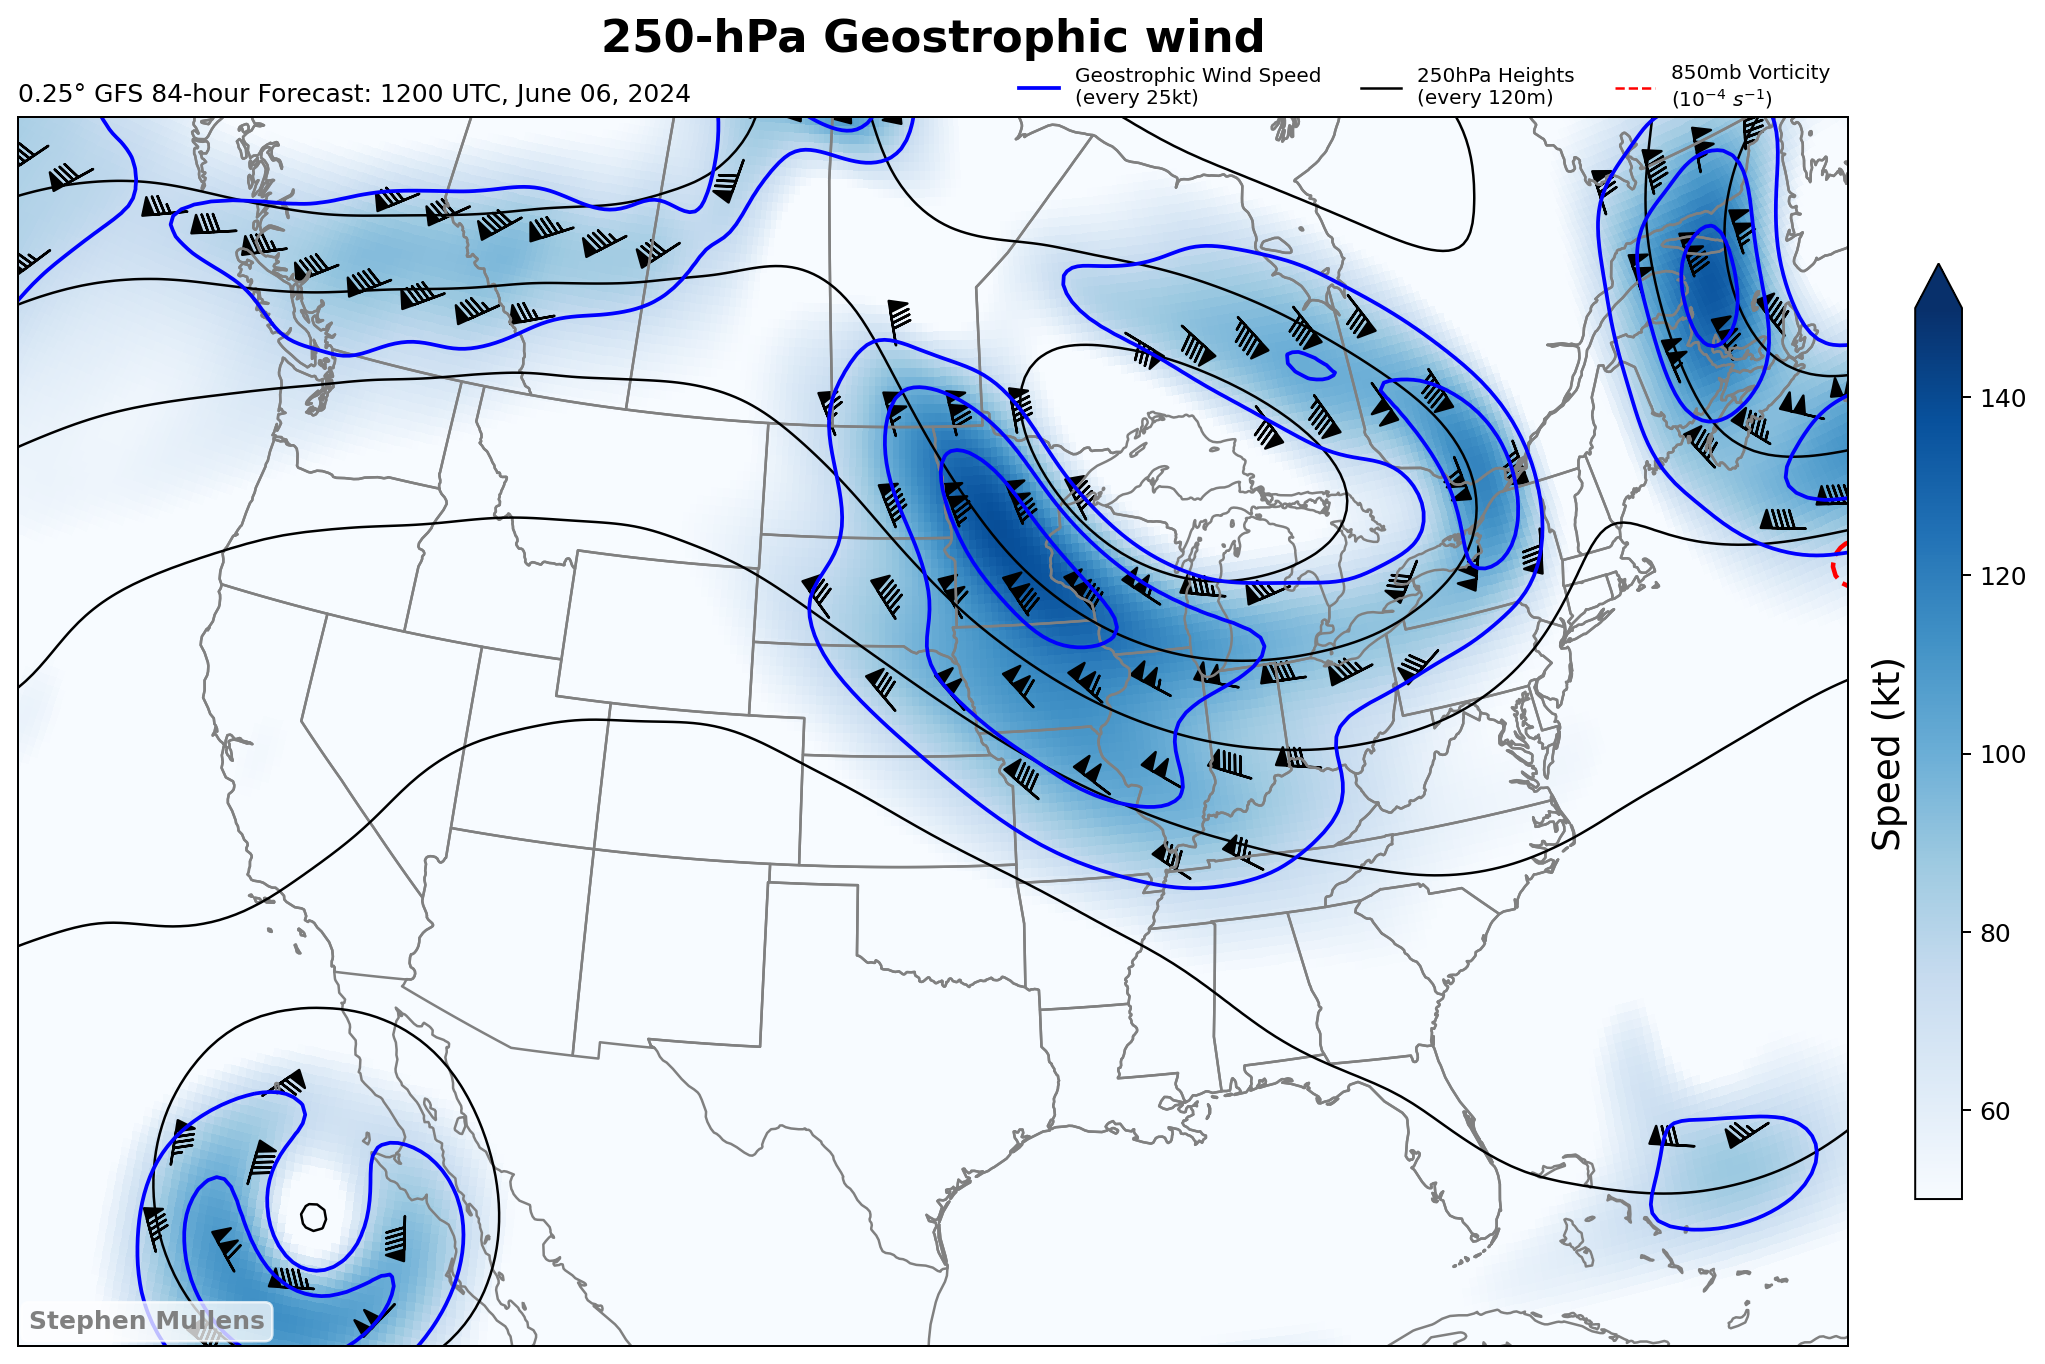 250-hPa Geostrophic wind
0.25° GFS 84-hour Forecast: 1200 UTC, June 06, 2024
Geostrophic Wind Speed
(every 25kt)
250hPa Heights
(every 120m)
850mb Vorticity
(10⁻⁴ s⁻¹)
140
120
100
80
60
Speed (kt)
Stephen Mullens